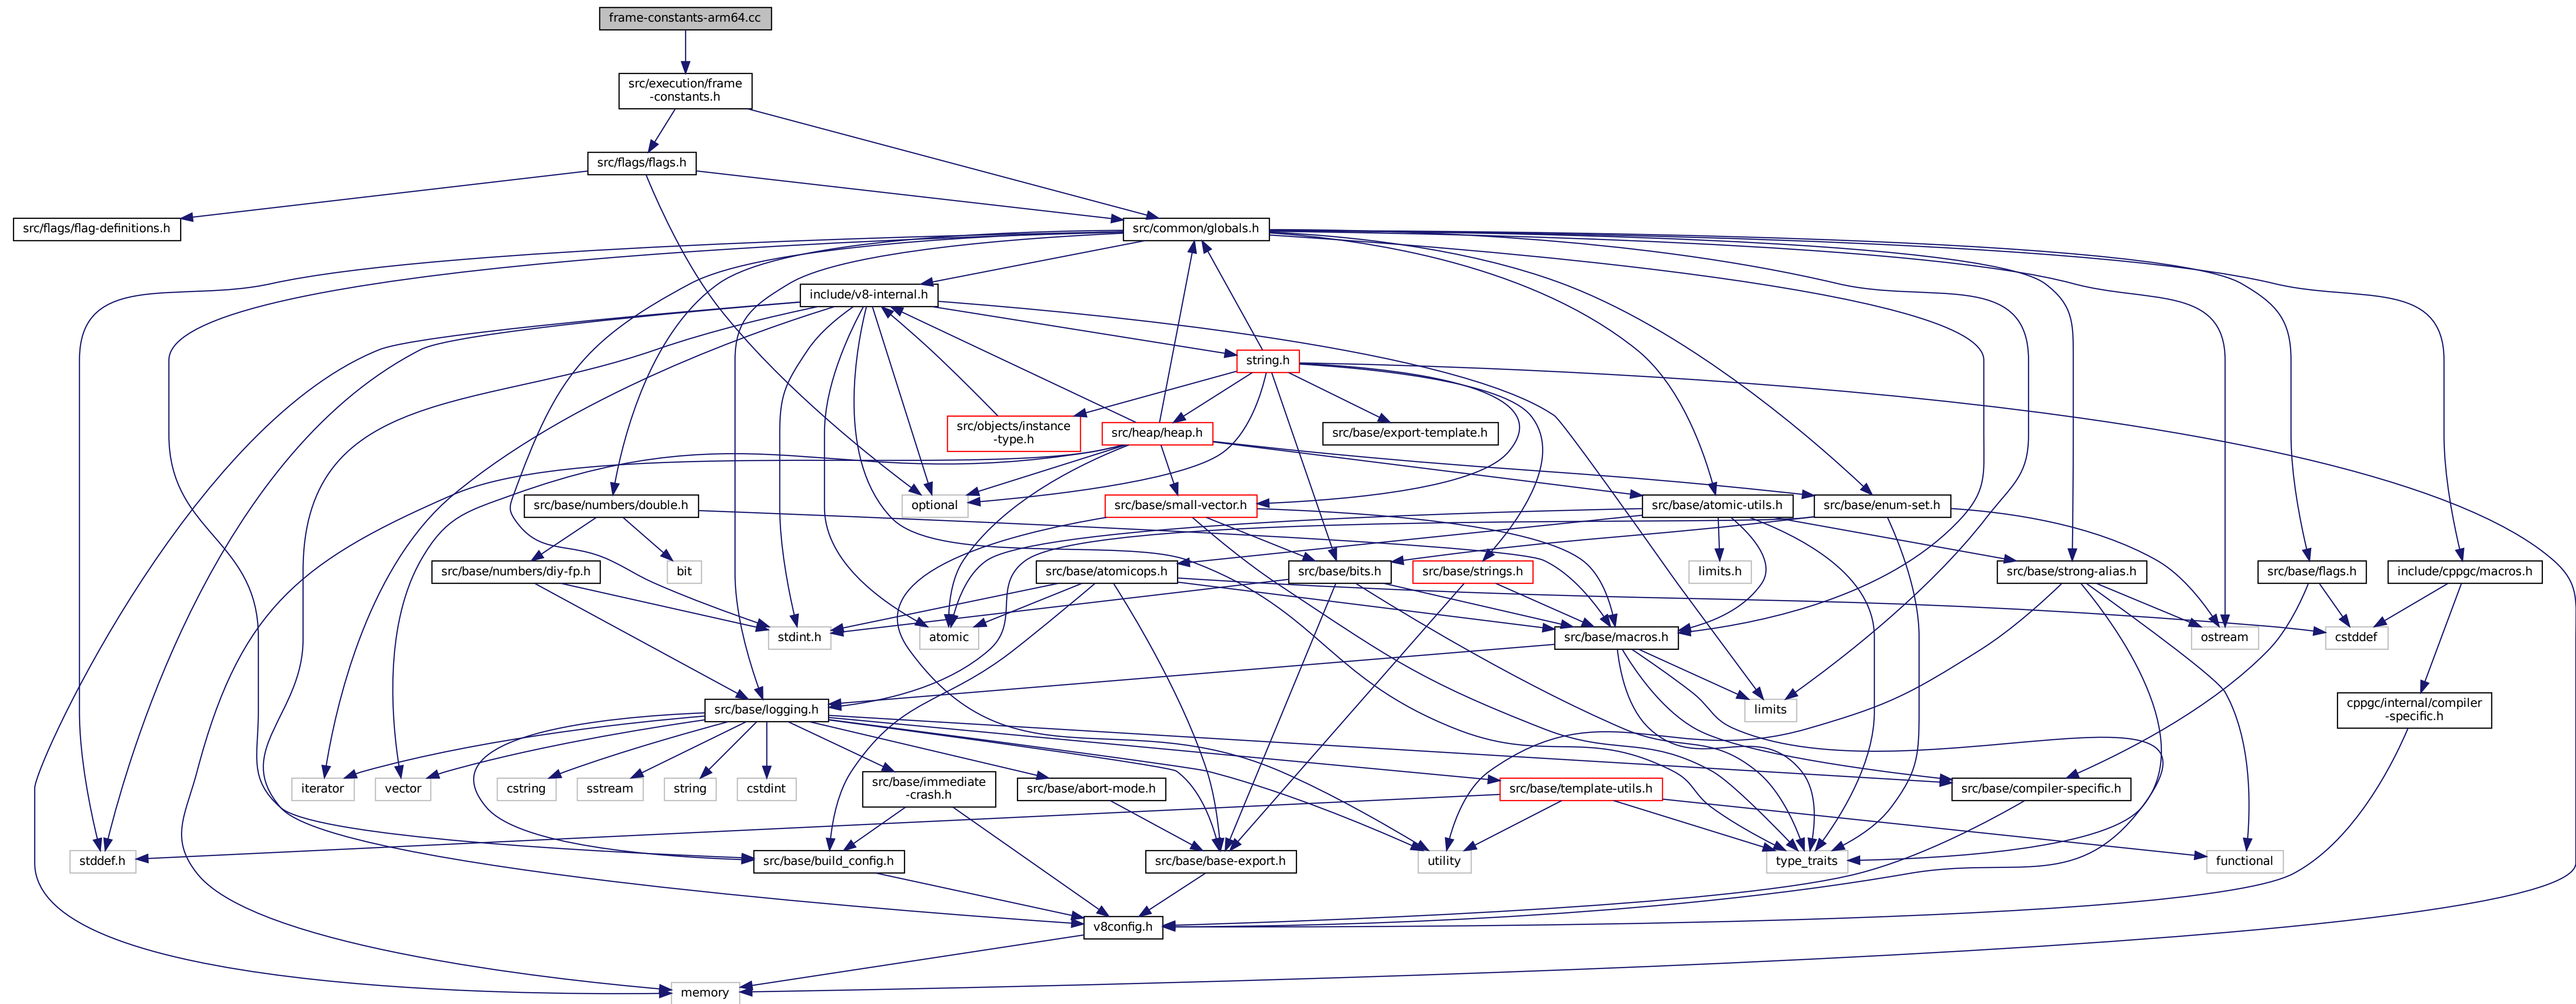 frame-constants-arm64.cc
src/execution/frame
-constants.h
src/flags/flags.h
src/flags/flag-definitions.h
src/common/globals.h
include/v8-internal.h
string.h
src/objects/instance
-type.h
src/heap/heap.h
src/base/export-template.h
src/base/numbers/double.h
optional
src/base/small-vector.h
src/base/atomic-utils.h
src/base/enum-set.h
src/base/numbers/diy-fp.h
bit
src/base/atomicops.h
src/base/bits.h
src/base/strings.h
limits.h
src/base/strong-alias.h
src/base/flags.h
include/cppgc/macros.h
stdint.h
atomic
src/base/macros.h
ostream
cstddef
src/base/logging.h
limits
cppgc/internal/compiler
-specific.h
iterator
vector
cstring
sstream
string
cstdint
src/base/immediate
-crash.h
src/base/abort-mode.h
src/base/template-utils.h
src/base/compiler-specific.h
stddef.h
src/base/build_config.h
src/base/base-export.h
utility
type_traits
functional
v8config.h
memory